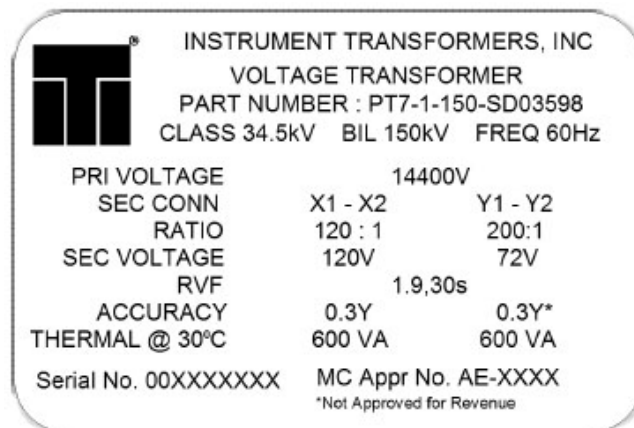 INSTRUMENT TRANSFORMERS, INC
VOLTAGE TRANSFORMER
PART NUMBER : PT7-1-150-SD03598
CLASS 34.5kV BIL 150kV FREQ 60Hz
PRI VOLTAGE 14400V
SEC CONN X1 - X2 Y1 - Y2
RATIO 120 : 1 200:1
SEC VOLTAGE 120V 72V
RVF 1.9,30s
ACCURACY 0.3Y 0.3Y*
THERMAL @ 30ºC 600 VA 600 VA
Serial No. 00XXXXXXX MC Appr No. AE-XXXX
*Not Approved for Revenue